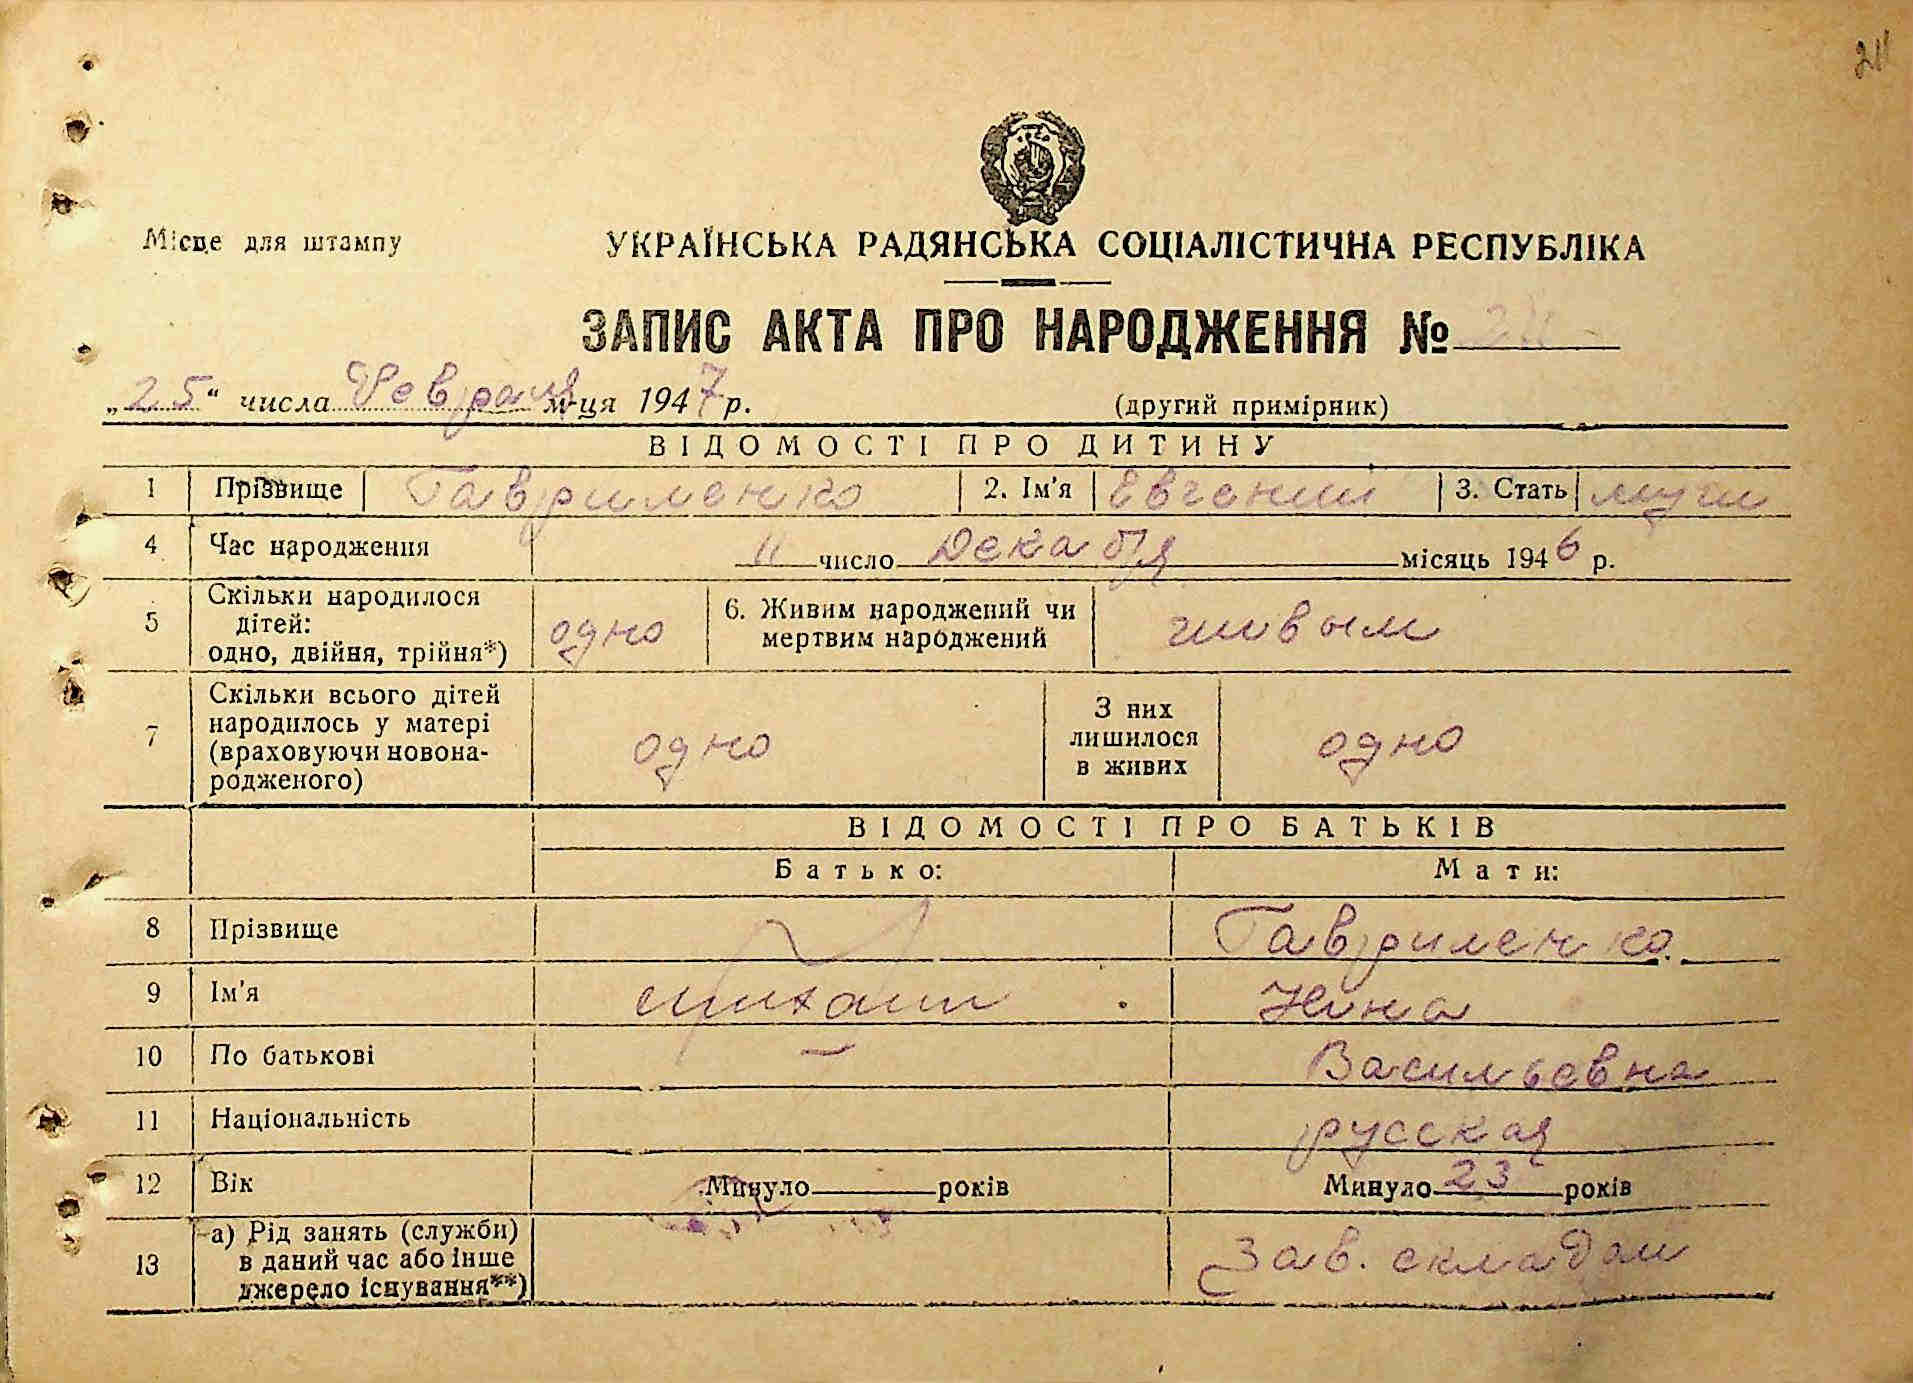 Місце для штампу
УКРАЇНСЬКА РАДЯНСЬКА СОЦІАЛІСТИЧНА РЕСПУБЛІКА
ЗАПИС АКТА ПРО НАРОДЖЕННЯ №
„25“ числа Февраля м-ця 1947 р. (другий примірник)
ВІДОМОСТІ ПРО ДИТИНУ
1 Прізвище Гавриленко 2. Ім'я Евгений 3. Стать муж
4 Час народження 11 число Декабря місяць 1946 р.
5 Скільки народилося дітей: одно, двійня, трійня*) одно 6. Живим народжений чи мертвим народжений живым
7 Скільки всього дітей народилось у матері (враховуючи новонародженого) одно З них лишилося в живих одно
ВІДОМОСТІ ПРО БАТЬКІВ
Батько: Мати:
8 Прізвище Гавриленко
9 Ім'я Нина
10 По батькові — Васильевна
11 Національність русская
12 Вік Минуло років Минуло 23 років
13 а) Рід занять (служби) в даний час або інше джерело існування**) Зав. складом